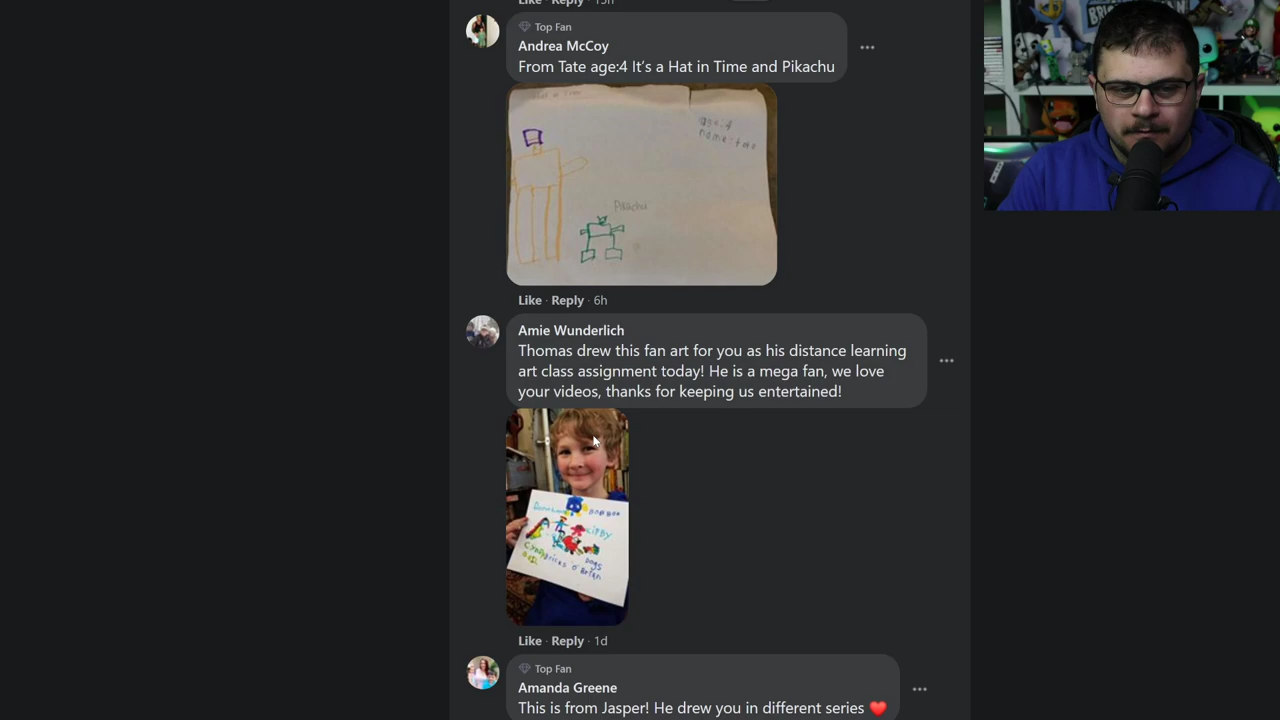 Like · Reply · 15h
Top Fan
Andrea McCoy
From Tate age:4 It's a Hat in Time and Pikachu
Pikachu
Like · Reply · 6h
Amie Wunderlich
Thomas drew this fan art for you as his distance learning
art class assignment today! He is a mega fan, we love
your videos, thanks for keeping us entertained!
Like · Reply · 1d
Top Fan
Amanda Greene
This is from Jasper! He drew you in different series ❤️